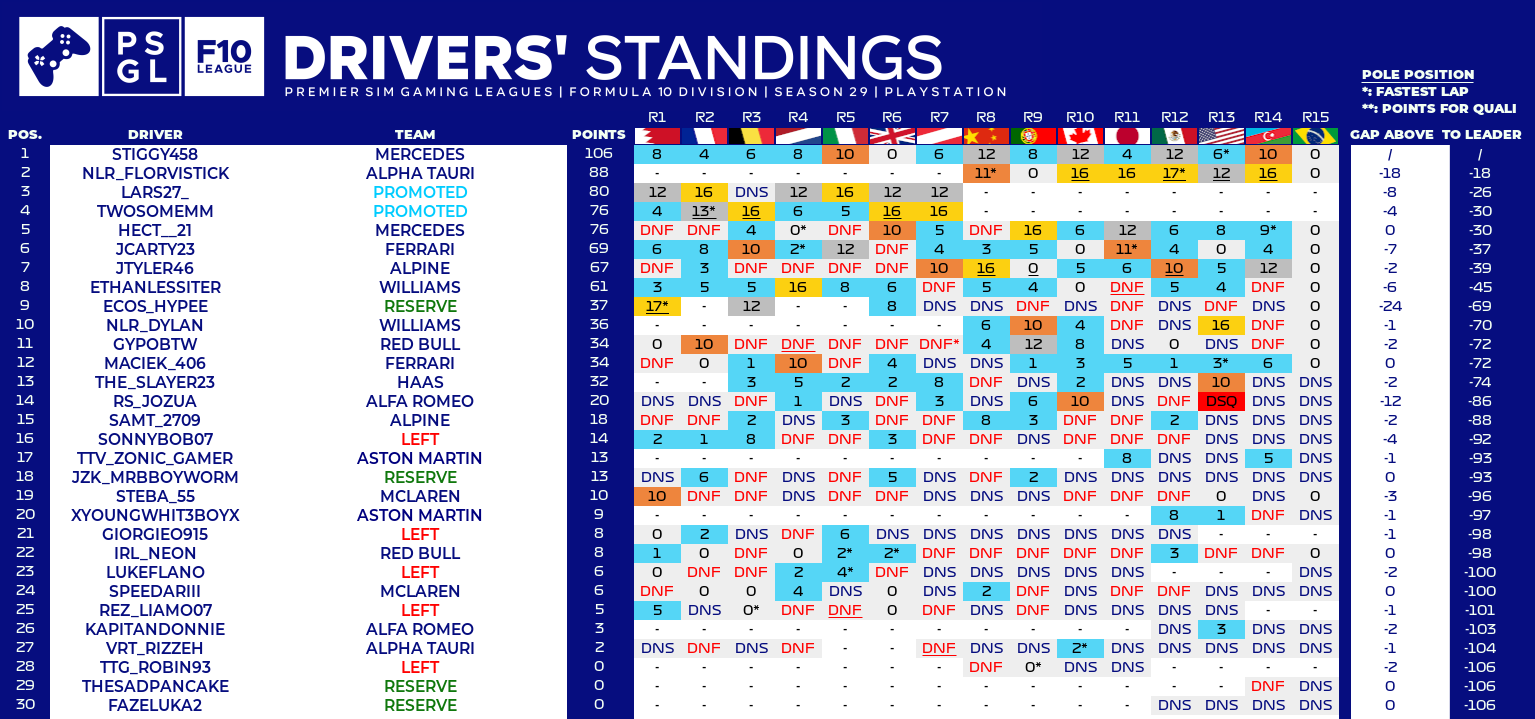 PS
GL
F10
LEAGUE
DRIVERS' STANDINGS
PREMIER SIM GAMING LEAGUES | FORMULA 10 DIVISION | SEASON 29 | PLAYSTATION
POLE POSITION
*: FASTEST LAP
**: POINTS FOR QUALI
R1 R2 R3 R4 R5 R6 R7 R8 R9 R10 R11 R12 R13 R14 R15
POS. DRIVER TEAM POINTS GAP ABOVE TO LEADER
1 STIGGY458 MERCEDES 106 8 4 6 8 10 0 6 12 8 12 4 12 6* 10 0 / /
2 NLR_FLORVISTICK ALPHA TAURI 88 - - - - - - - 11* 0 16 16 17* 12 16 0 -18 -18
3 LARS27_ PROMOTED 80 12 16 DNS 12 16 12 12 - - - - - - - - -8 -26
4 TWOSOMEMM PROMOTED 76 4 13* 16 6 5 16 16 - - - - - - - - -4 -30
5 HECT__21 MERCEDES 76 DNF DNF 4 0* DNF 10 5 DNF 16 6 12 6 8 9* 0 0 -30
6 JCARTY23 FERRARI 69 6 8 10 2* 12 DNF 4 3 5 0 11* 4 0 4 0 -7 -37
7 JTYLER46 ALPINE 67 DNF 3 DNF DNF DNF DNF 10 16 0 5 6 10 5 12 0 -2 -39
8 ETHANLESSITER WILLIAMS 61 3 5 5 16 8 6 DNF 5 4 0 DNF 5 4 DNF 0 -6 -45
9 ECOS_HYPEE RESERVE 37 17* - 12 - - 8 DNS DNS DNF DNS DNF DNS DNF DNS 0 -24 -69
10 NLR_DYLAN WILLIAMS 36 - - - - - - - 6 10 4 DNF DNS 16 DNF 0 -1 -70
11 GYPOBTW RED BULL 34 0 10 DNF DNF DNF DNF DNF* 4 12 8 DNS 0 DNS DNF 0 -2 -72
12 MACIEK_406 FERRARI 34 DNF 0 1 10 DNF 4 DNS DNS 1 3 5 1 3* 6 0 0 -72
13 THE_SLAYER23 HAAS 32 - - 3 5 2 2 8 DNF DNS 2 DNS DNS 10 DNS DNS -2 -74
14 RS_JOZUA ALFA ROMEO 20 DNS DNS DNF 1 DNS DNF 3 DNS 6 10 DNS DNF DSQ DNS DNS -12 -86
15 SAMT_2709 ALPINE 18 DNF DNF 2 DNS 3 DNF DNF 8 3 DNF DNF 2 DNS DNS DNS -2 -88
16 SONNYBOB07 LEFT 14 2 1 8 DNF DNF 3 DNF DNF DNS DNF DNF DNF DNS DNS DNS -4 -92
17 TTV_ZONIC_GAMER ASTON MARTIN 13 - - - - - - - - - - 8 DNS DNS 5 DNS -1 -93
18 JZK_MRBBOYWORM RESERVE 13 DNS 6 DNF DNS DNF 5 DNS DNF 2 DNS DNS DNS DNS DNS DNS 0 -93
19 STEBA_55 MCLAREN 10 10 DNF DNF DNS DNF DNF DNS DNS DNS DNF DNF DNF 0 DNS 0 -3 -96
20 XYOUNGWHIT3BOYX ASTON MARTIN 9 - - - - - - - - - - - 8 1 DNF DNS -1 -97
21 GIORGIEO915 LEFT 8 0 2 DNS DNF 6 DNS DNS DNS DNS DNS DNS DNS - - - -1 -98
22 IRL_NEON RED BULL 8 1 0 DNF 0 2* 2* DNF DNF DNF DNF DNF 3 DNF DNF 0 0 -98
23 LUKEFLANO LEFT 6 0 DNF DNF 2 4* DNF DNS DNS DNS DNS DNS - - - DNS -2 -100
24 SPEEDARIII MCLAREN 6 DNF 0 0 4 DNS 0 DNS 2 DNF DNS DNF DNF DNS DNS DNS 0 -100
25 REZ_LIAMO07 LEFT 5 5 DNS 0* DNF DNF 0 DNF DNS DNF DNS DNS DNS DNS - - -1 -101
26 KAPITANDONNIE ALFA ROMEO 3 - - - - - - - - - - - DNS 3 DNS DNS -2 -103
27 VRT_RIZZEH ALPHA TAURI 2 DNS DNF DNS DNF - - DNF DNS DNS 2* DNS DNS DNS DNS DNS -1 -104
28 TTG_ROBIN93 LEFT 0 - - - - - - - DNF 0* DNS DNS - - - - -2 -106
29 THESADPANCAKE RESERVE 0 - - - - - - - - - - - - - DNF DNS 0 -106
30 FAZELUKA2 RESERVE 0 - - - - - - - - - - - DNS DNS DNS DNS 0 -106